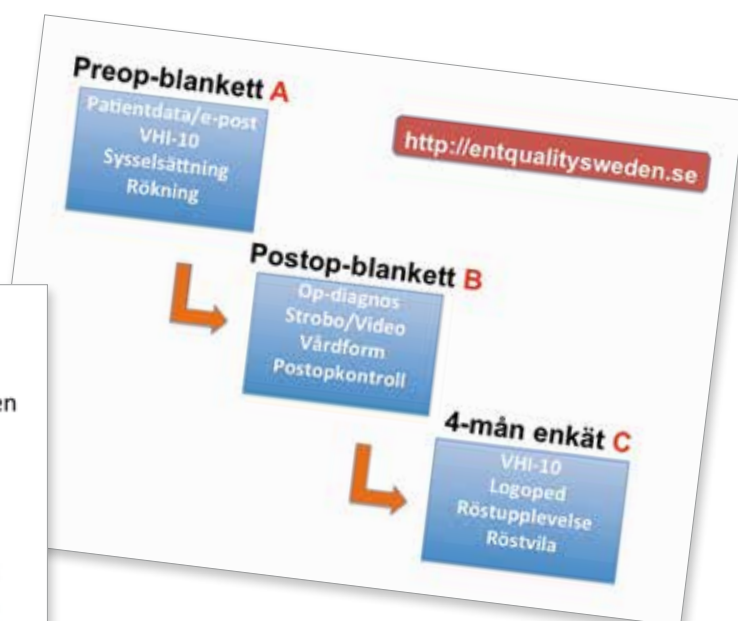 Preop-blankett A
Patientdata/e-post
VHI-10
Sysselsättning
Rökning
http://entqualitysweden.se
Postop-blankett B
Op-diagnos
Strobo/Video
Vårdform
Postopkontroll
4-mån enkät C
VHI-10
Logoped
Röstupplevelse
Röstvila
en